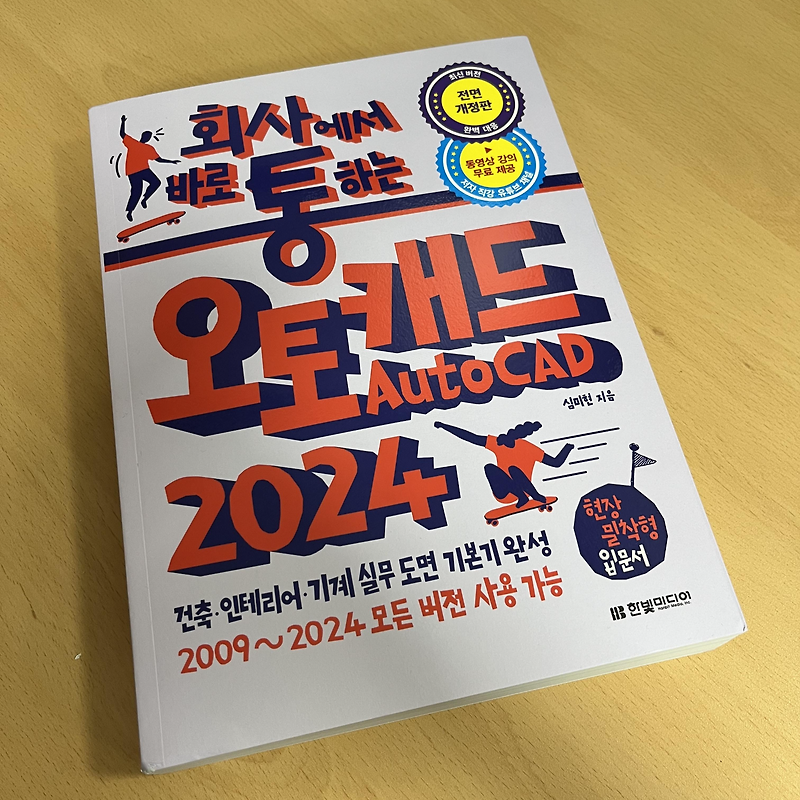 회사에서
바로 통하는
오토캐드
AutoCAD
2024
심미현 지음
건축·인테리어·기계 실무 도면 기본기 완성
2009~2024 모든 버전 사용 가능
최신 버전
전면
개정판
완벽 대응
동영상 강의
무료 제공
저자 직강 유튜브 채널
현장
밀착형
입문서
HB 한빛미디어
Hanbit Media, Inc.